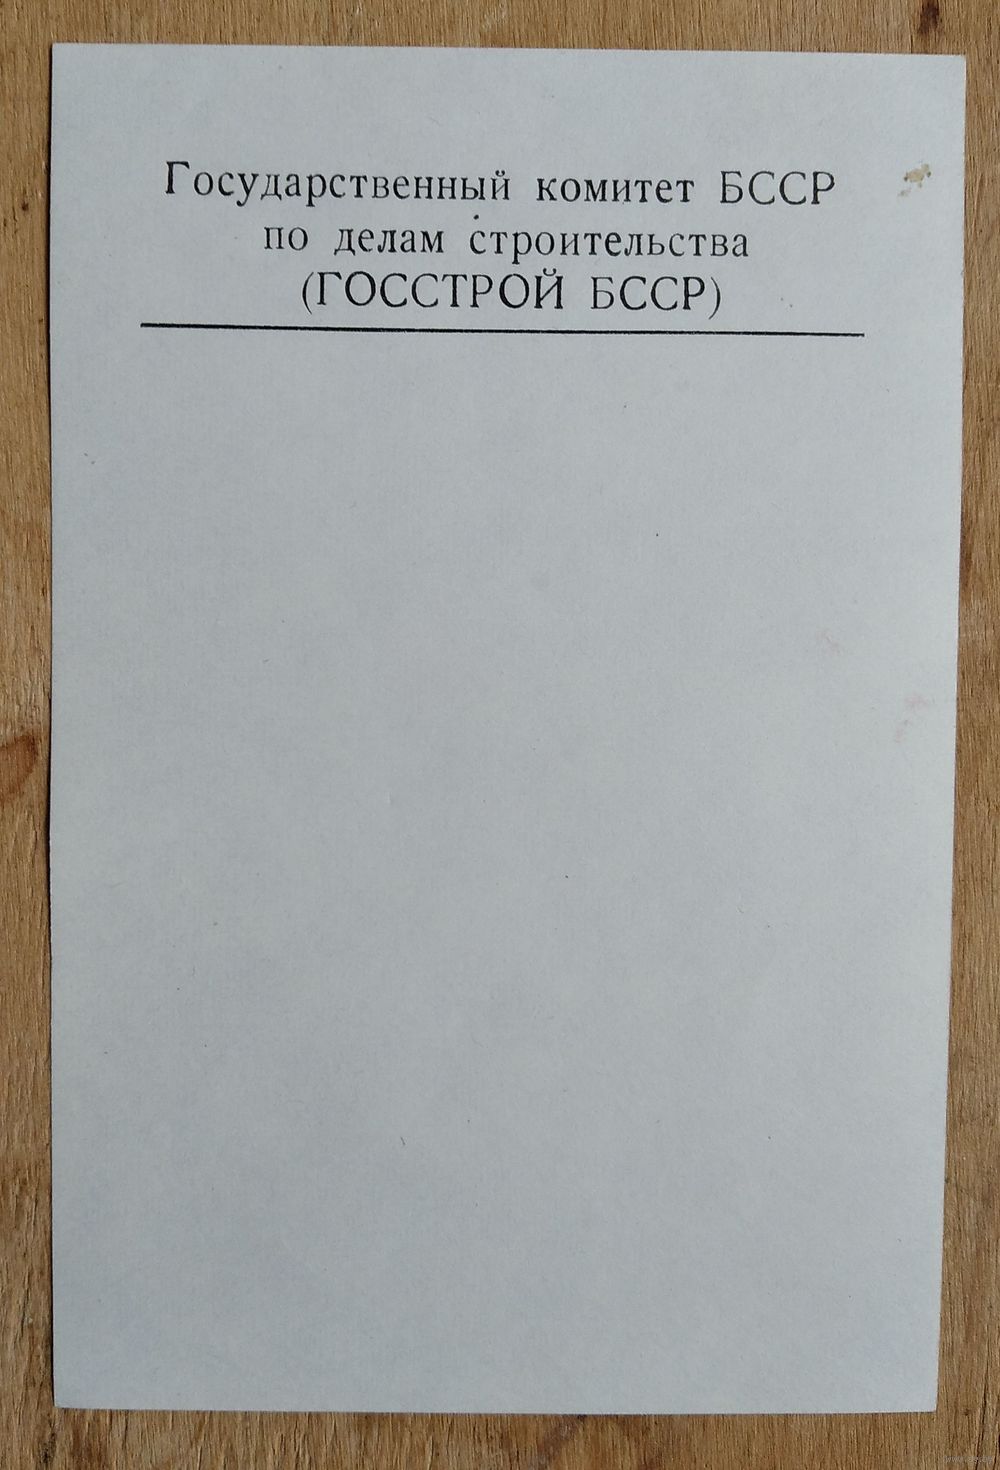 Государственный комитет БССР
по делам строительства
(ГОССТРОЙ БССР)